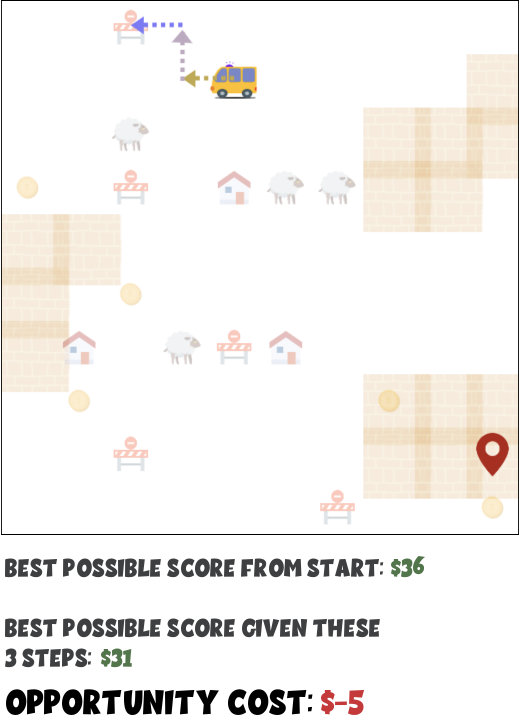 BEST POSSIBLE SCORE FROM START: $36
BEST POSSIBLE SCORE GIVEN THESE
3 STEPS: $31
OPPORTUNITY COST: $-5